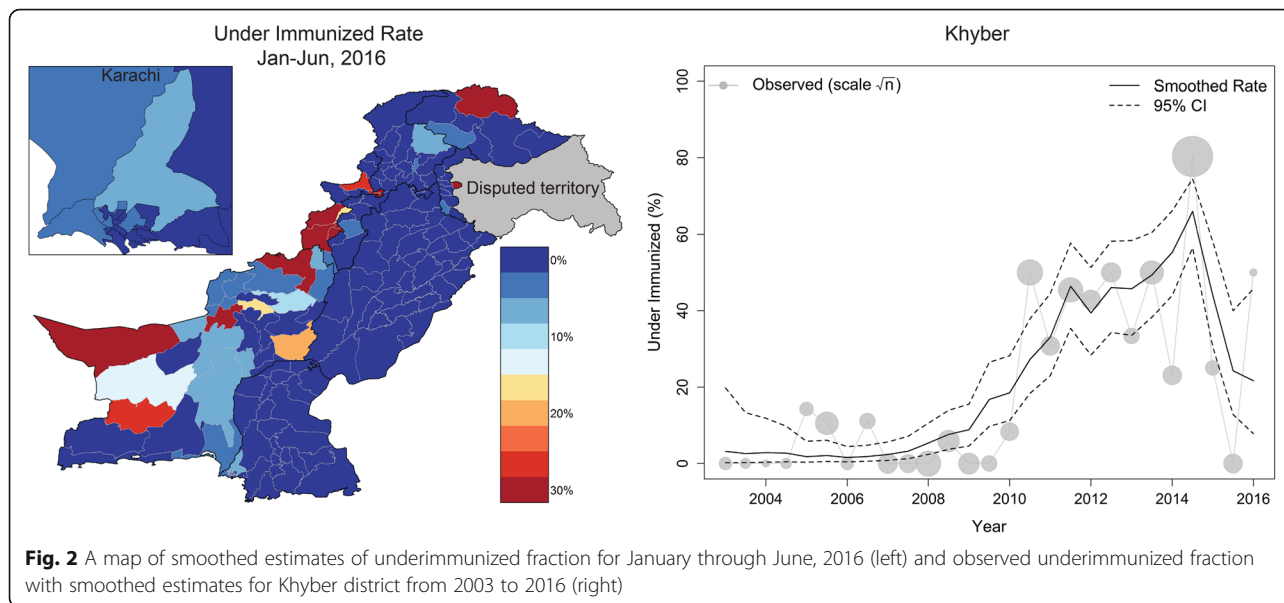 Under Immunized Rate
Jan-Jun, 2016
Karachi
Disputed territory
0%
10%
20%
30%
Khyber
Observed (scale √n)
Smoothed Rate
95% CI
Under Immunized (%)
100
80
60
40
20
0
2004 2006 2008 2010 2012 2014 2016
Year
Fig. 2 A map of smoothed estimates of underimmunized fraction for January through June, 2016 (left) and observed underimmunized fraction
with smoothed estimates for Khyber district from 2003 to 2016 (right)